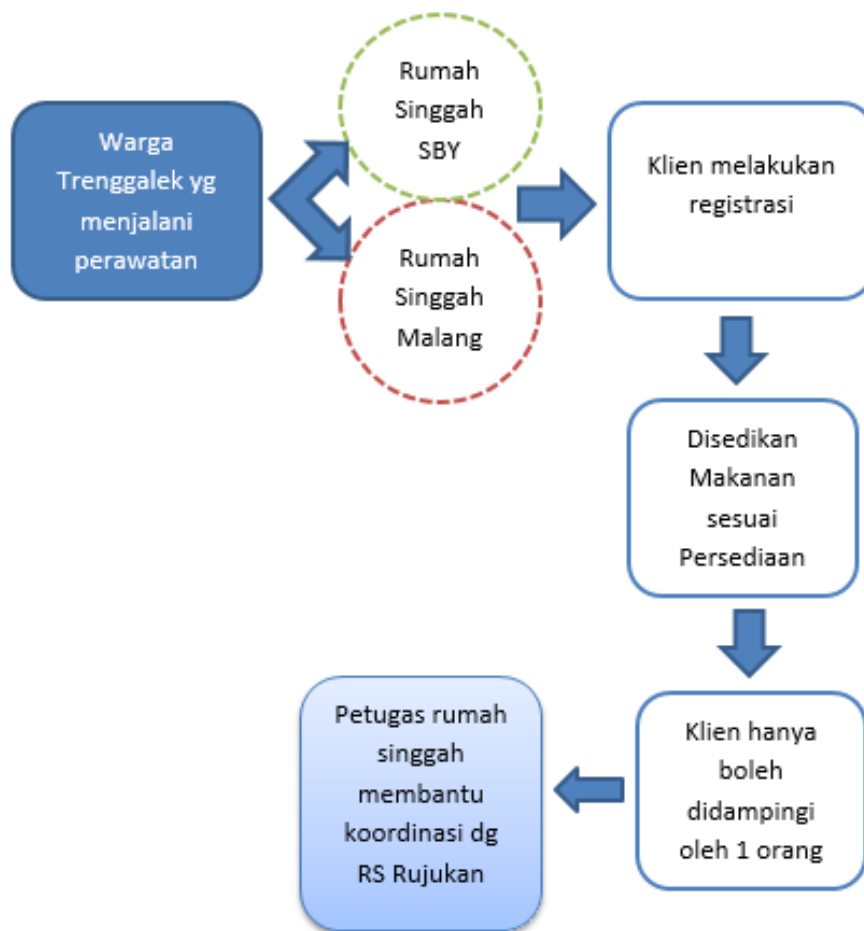 Warga
Trenggalek yg
menjalani
perawatan
Rumah
Singgah
SBY
Rumah
Singgah
Malang
Klien melakukan
registrasi
Disedikan
Makanan
sesuai
Persediaan
Klien hanya
boleh
didampingi
oleh 1 orang
Petugas rumah
singgah
membantu
koordinasi dg
RS Rujukan